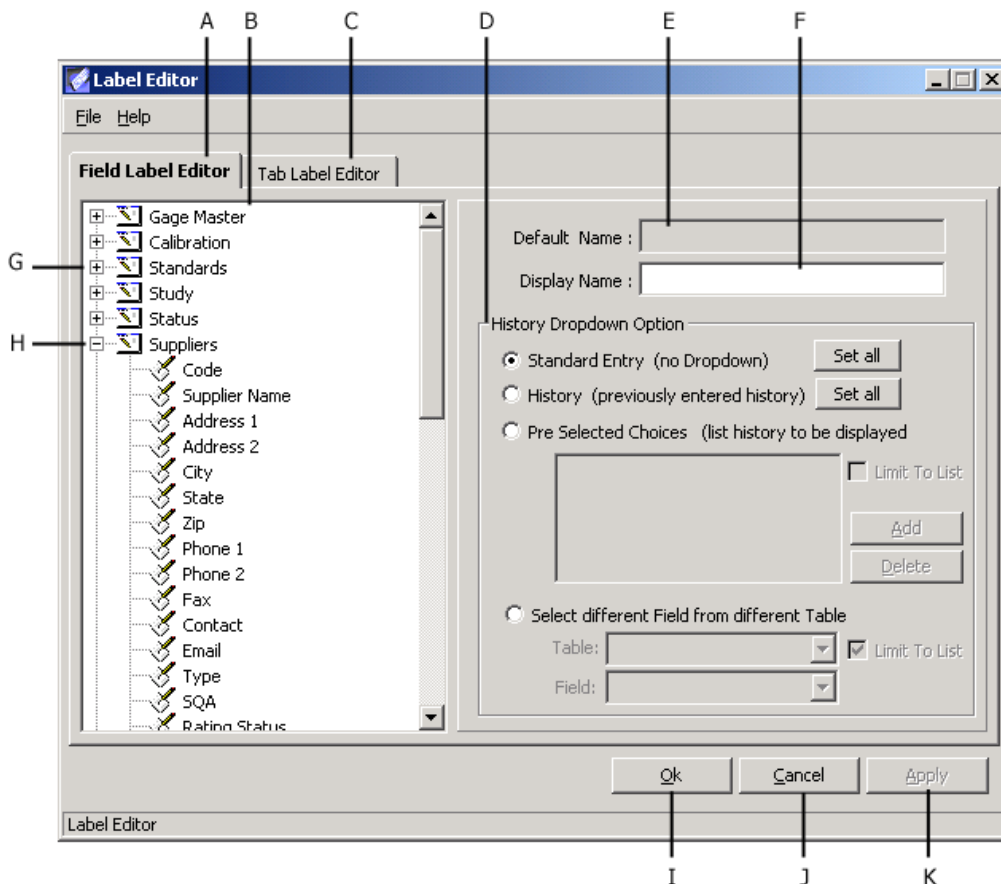 A B C D E F
Label Editor
File Help
Field Label Editor Tab Label Editor
Gage Master
Calibration
G
Standards
Study
Status
H
Suppliers
Code
Supplier Name
Address 1
Address 2
City
State
Zip
Phone 1
Phone 2
Fax
Contact
Email
Type
SQA
Rating Status
Default Name :
Display Name :
History Dropdown Option
Standard Entry (no Dropdown) Set all
History (previously entered history) Set all
Pre Selected Choices (list history to be displayed
Limit To List
Add
Delete
Select different Field from different Table
Table: Limit To List
Field:
Ok Cancel Apply
Label Editor
I J K